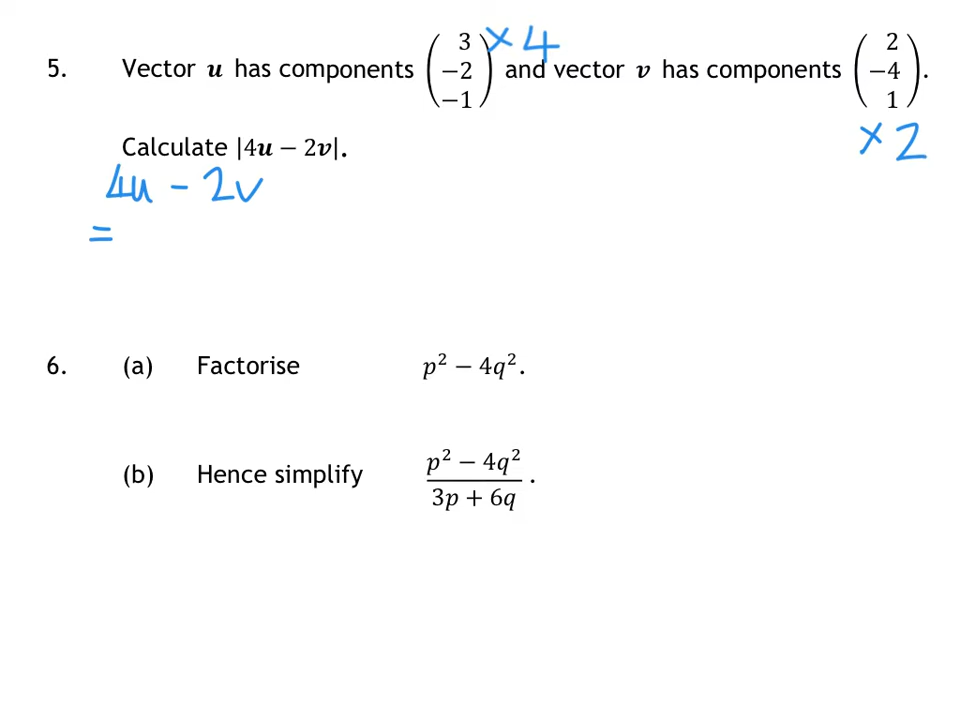 5. Vector u has components (3 −2 −1) ×4 and vector v has components (2 −4 1).
×2
Calculate |4u − 2v|.
4u − 2v
=
6. (a) Factorise p² − 4q².
(b) Hence simplify (p² − 4q²)/(3p + 6q).